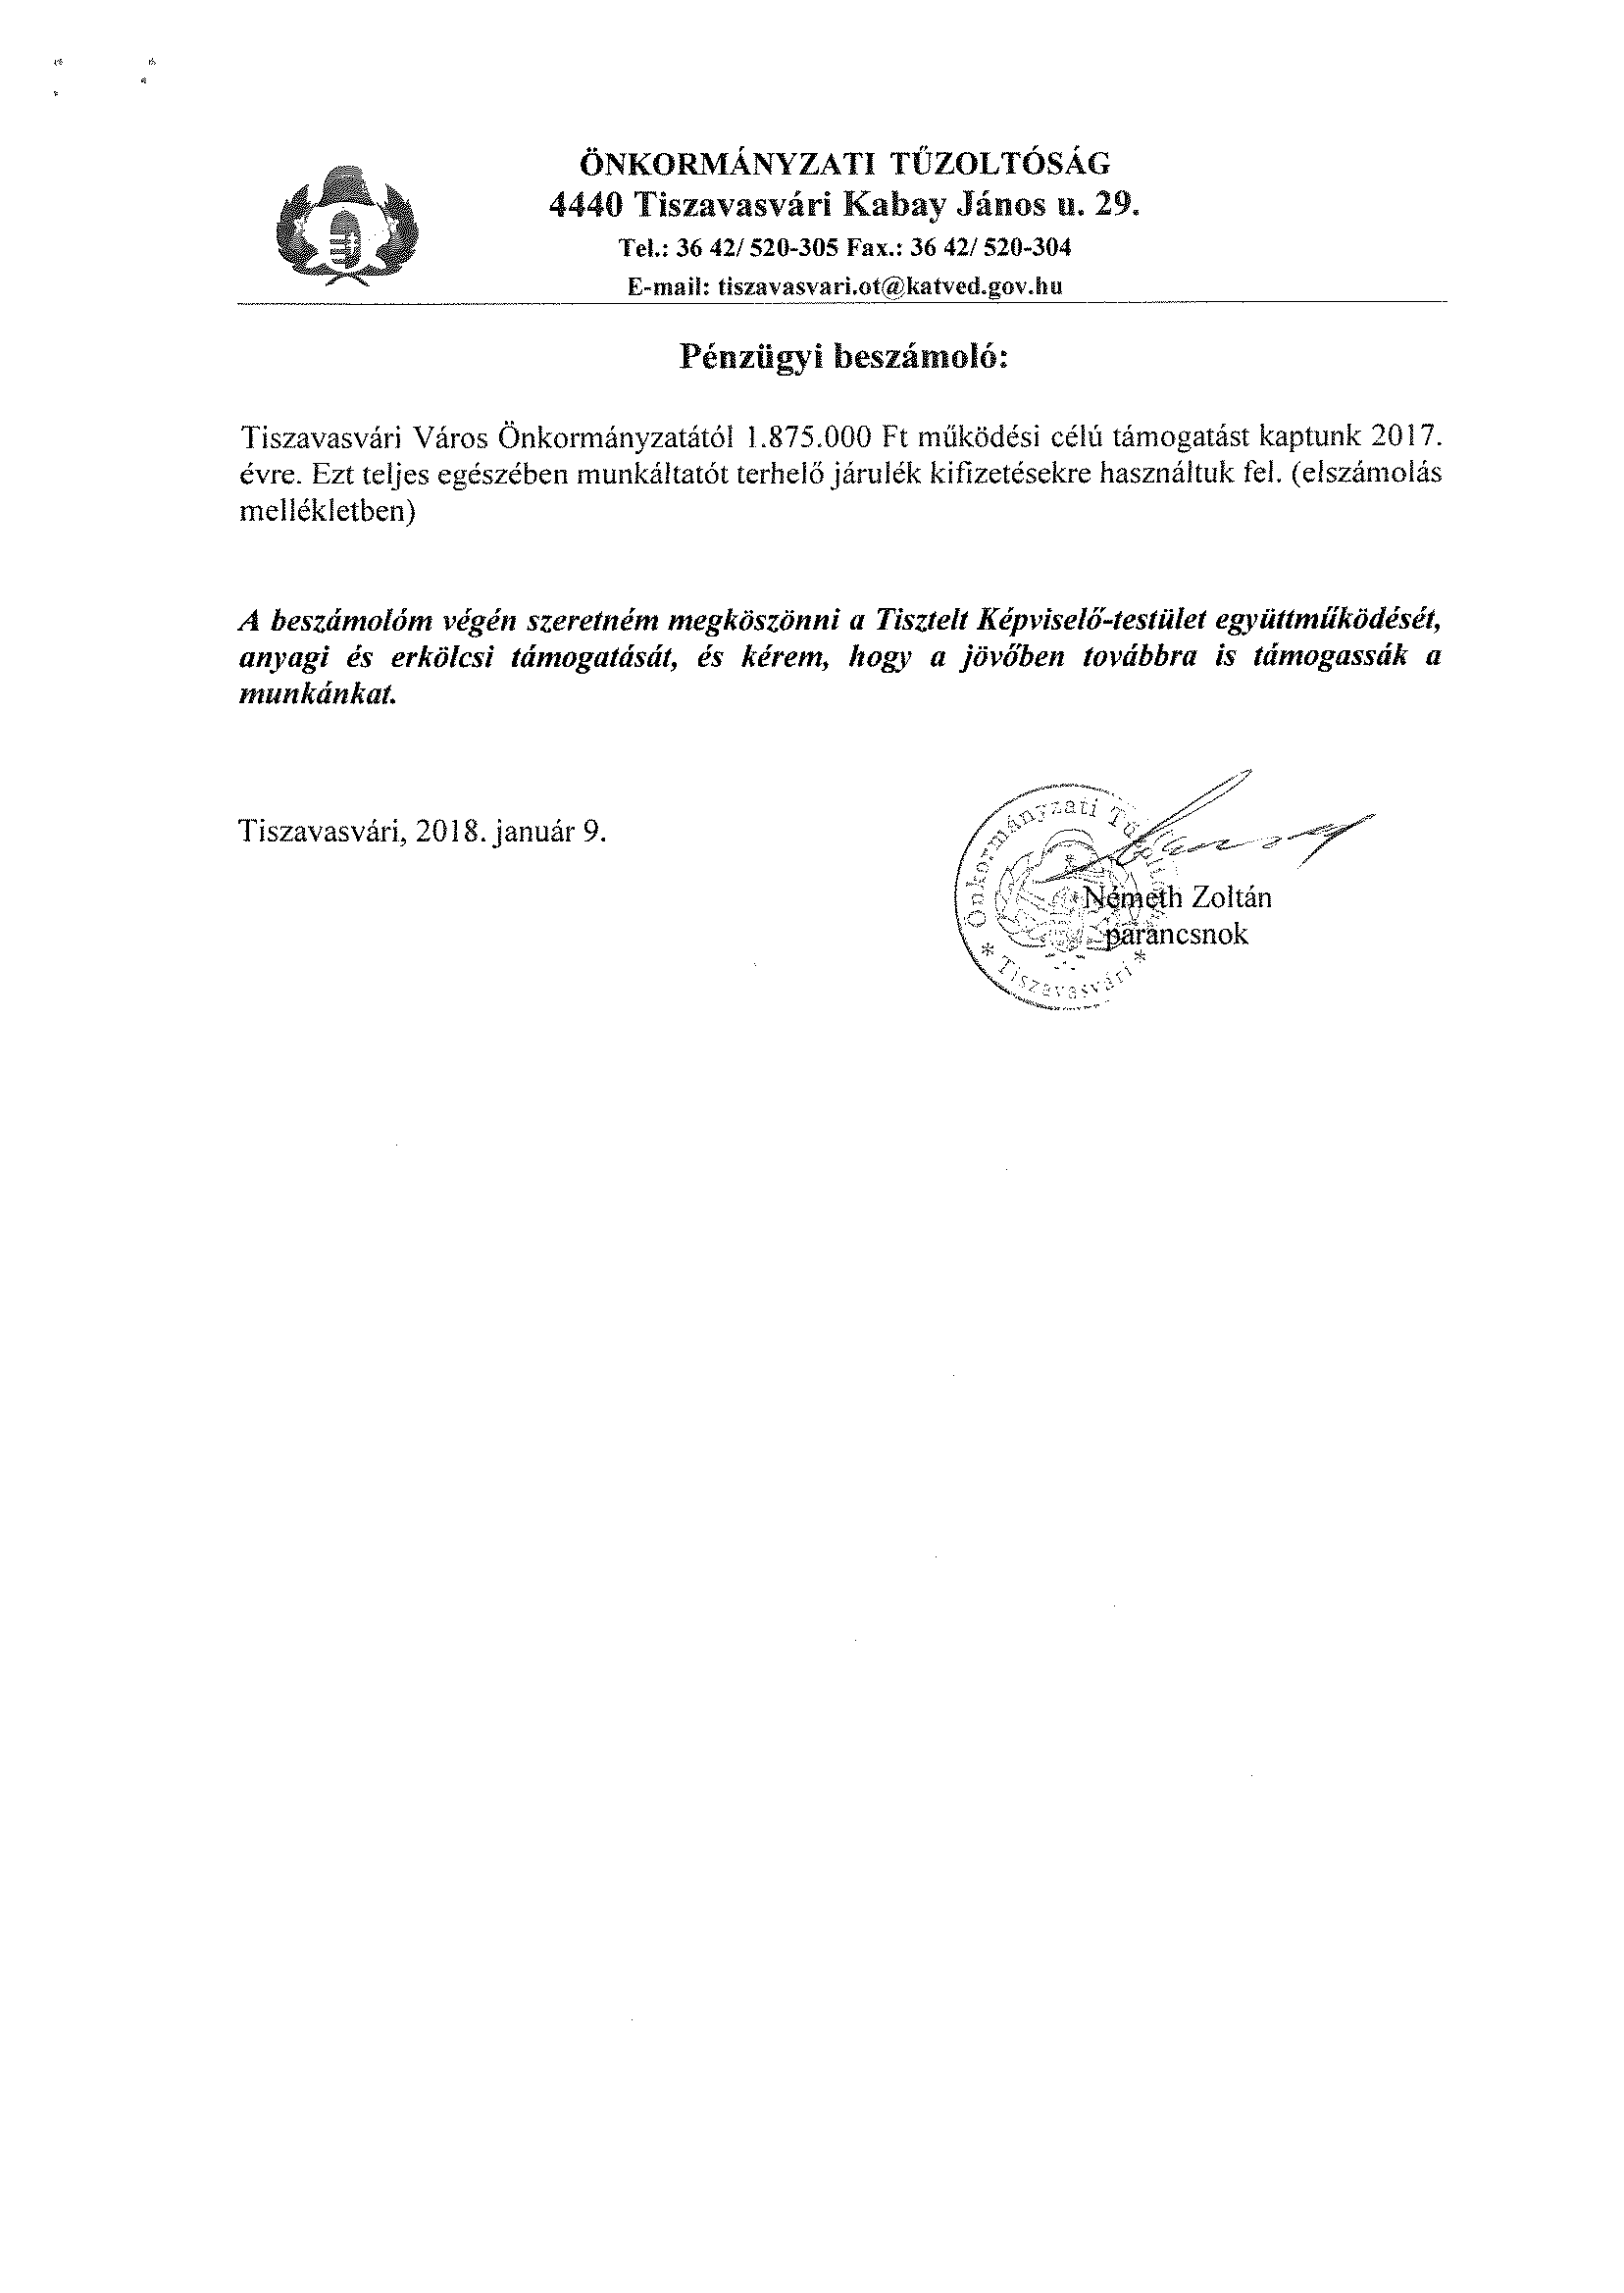 ÖNKORMÁNYZATI TŰZOLTÓSÁG
4440 Tiszavasvári Kabay János u. 29.
Tel.: 36 42/ 520-305 Fax.: 36 42/ 520-304
E-mail: tiszavasvari.ot@katved.gov.hu
Pénzügyi beszámoló:
Tiszavasvári Város Önkormányzatától 1.875.000 Ft működési célú támogatást kaptunk 2017.
évre. Ezt teljes egészében munkáltatót terhelő járulék kifizetésekre használtuk fel. (elszámolás
mellékletben)
A beszámolóm végén szeretném megköszönni a Tisztelt Képviselő-testület együttműködését,
anyagi és erkölcsi támogatását, és kérem, hogy a jövőben továbbra is támogassák a
munkánkat.
Tiszavasvári, 2018. január 9.
Önkormányzati
Németh Zoltán
parancsnok
* Tiszavasvári *